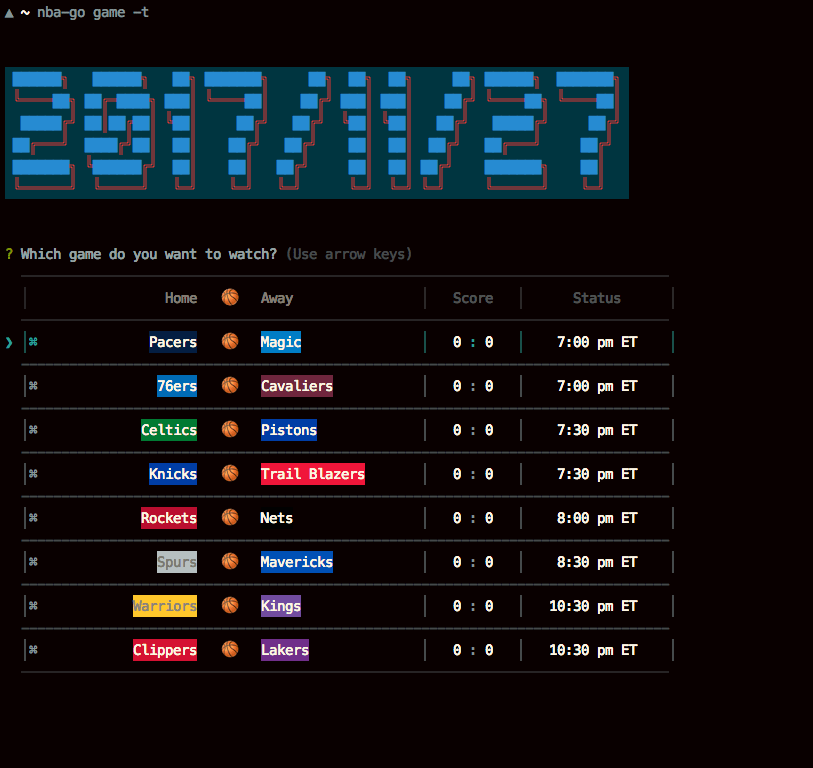 ▲ ~ nba-go game -t
2017/11/27
? Which game do you want to watch? (Use arrow keys)
Home 🏀 Away Score Status
❯ ⌘ Pacers 🏀 Magic 0 : 0 7:00 pm ET
⌘ 76ers 🏀 Cavaliers 0 : 0 7:00 pm ET
⌘ Celtics 🏀 Pistons 0 : 0 7:30 pm ET
⌘ Knicks 🏀 Trail Blazers 0 : 0 7:30 pm ET
⌘ Rockets 🏀 Nets 0 : 0 8:00 pm ET
⌘ Spurs 🏀 Mavericks 0 : 0 8:30 pm ET
⌘ Warriors 🏀 Kings 0 : 0 10:30 pm ET
⌘ Clippers 🏀 Lakers 0 : 0 10:30 pm ET